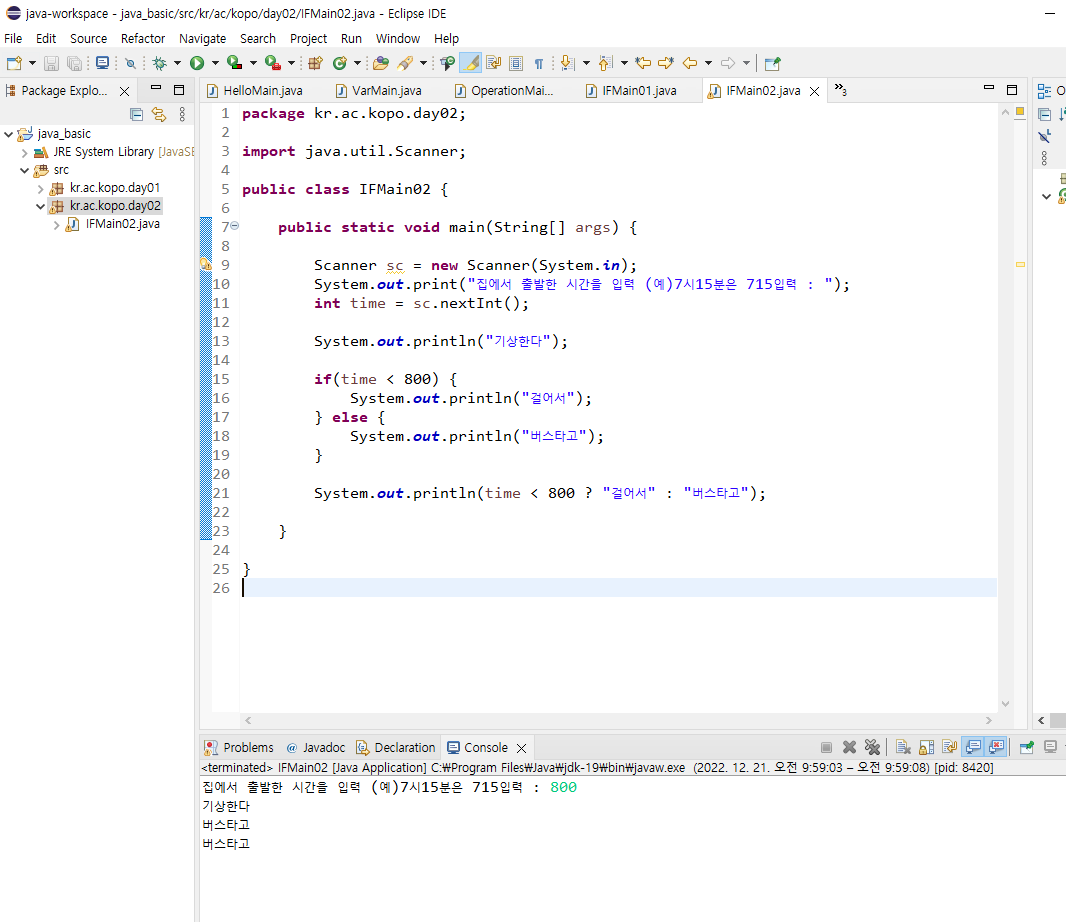 java-workspace - java_basic/src/kr/ac/kopo/day02/IFMain02.java - Eclipse IDE
File Edit Source Refactor Navigate Search Project Run Window Help
Package Explo...
HelloMain.java VarMain.java OperationMai... IFMain01.java IFMain02.java »3
java_basic
JRE System Library [JavaSE
src
kr.ac.kopo.day01
kr.ac.kopo.day02
IFMain02.java
1 package kr.ac.kopo.day02;
2
3 import java.util.Scanner;
4
5 public class IFMain02 {
6
7 public static void main(String[] args) {
8
9 Scanner sc = new Scanner(System.in);
10 System.out.print("집에서 출발한 시간을 입력 (예)7시15분은 715입력 : ");
11 int time = sc.nextInt();
12
13 System.out.println("기상한다");
14
15 if(time < 800) {
16 System.out.println("걸어서");
17 } else {
18 System.out.println("버스타고");
19 }
20
21 System.out.println(time < 800 ? "걸어서" : "버스타고");
22
23 }
24
25 }
26
Problems @ Javadoc Declaration Console
<terminated> IFMain02 [Java Application] C:₩Program Files₩Java₩jdk-19₩bin₩javaw.exe (2022. 12. 21. 오전 9:59:03 – 오전 9:59:08) [pid: 8420]
집에서 출발한 시간을 입력 (예)7시15분은 715입력 : 800
기상한다
버스타고
버스타고